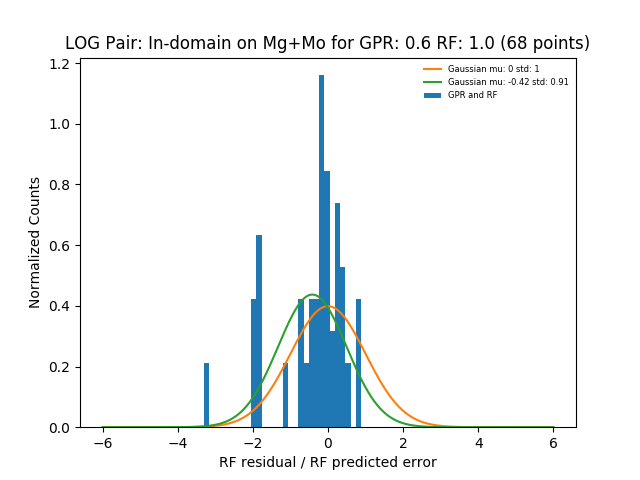 LOG Pair: In-domain on Mg+Mo for GPR: 0.6 RF: 1.0 (68 points)
Gaussian mu: 0 std: 1
Gaussian mu: -0.42 std: 0.91
GPR and RF
Normalized Counts
1.2
1.0
0.8
0.6
0.4
0.2
0.0
−6 −4 −2 0 2 4 6
RF residual / RF predicted error